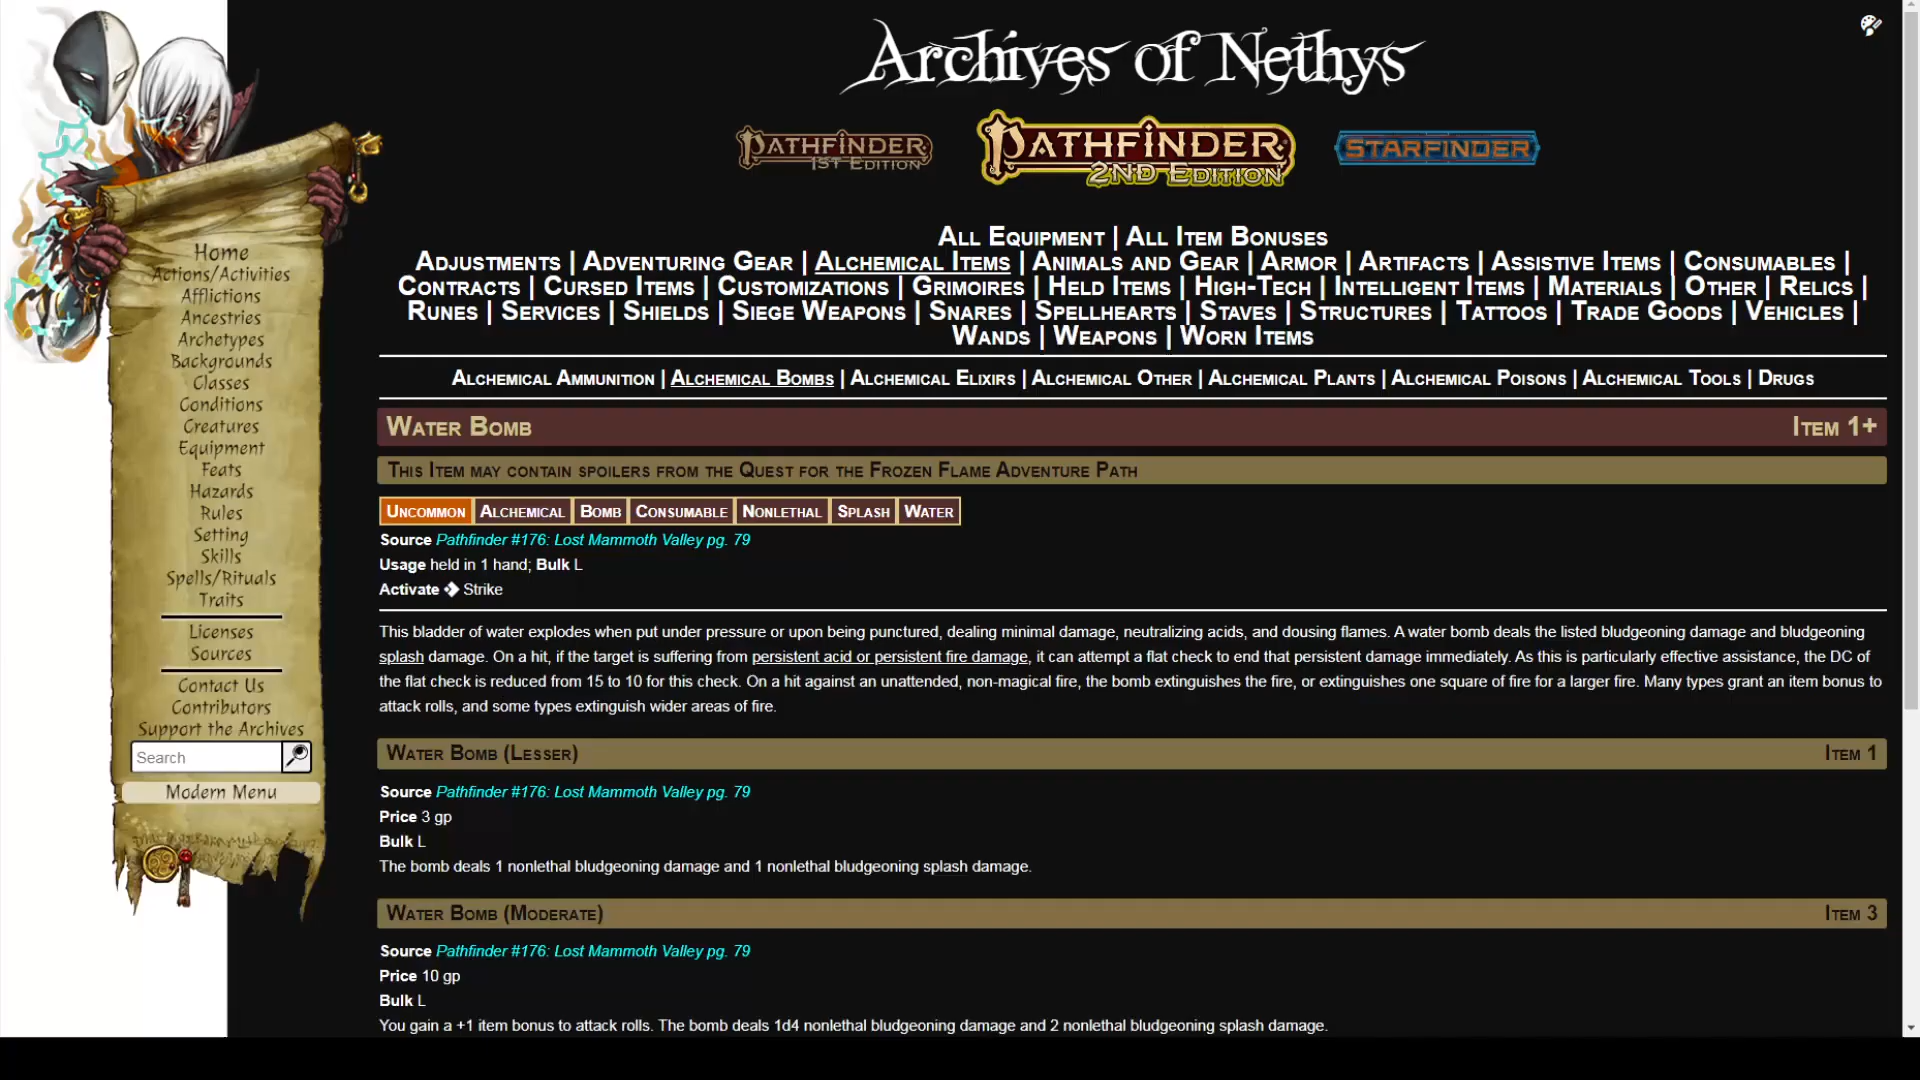 Archives of Nethys
PATHFINDER 1ST EDITION
PATHFINDER 2ND EDITION
STARFINDER
All Equipment | All Item Bonuses
Adjustments | Adventuring Gear | Alchemical Items | Animals and Gear | Armor | Artifacts | Assistive Items | Consumables |
Contracts | Cursed Items | Customizations | Grimoires | Held Items | High-Tech | Intelligent Items | Materials | Other | Relics |
Runes | Services | Shields | Siege Weapons | Snares | Spellhearts | Staves | Structures | Tattoos | Trade Goods | Vehicles |
Wands | Weapons | Worn Items
Alchemical Ammunition | Alchemical Bombs | Alchemical Elixirs | Alchemical Other | Alchemical Plants | Alchemical Poisons | Alchemical Tools | Drugs
Home
Actions/Activities
Afflictions
Ancestries
Archetypes
Backgrounds
Classes
Conditions
Creatures
Equipment
Feats
Hazards
Rules
Setting
Skills
Spells/Rituals
Traits
Licenses
Sources
Contact Us
Contributors
Support the Archives
Search
Modern Menu
Water Bomb Item 1+
This Item may contain spoilers from the Quest for the Frozen Flame Adventure Path
Uncommon Alchemical Bomb Consumable Nonlethal Splash Water
Source Pathfinder #176: Lost Mammoth Valley pg. 79
Usage held in 1 hand; Bulk L
Activate Strike
This bladder of water explodes when put under pressure or upon being punctured, dealing minimal damage, neutralizing acids, and dousing flames. A water bomb deals the listed bludgeoning damage and bludgeoning
splash damage. On a hit, if the target is suffering from persistent acid or persistent fire damage, it can attempt a flat check to end that persistent damage immediately. As this is particularly effective assistance, the DC of
the flat check is reduced from 15 to 10 for this check. On a hit against an unattended, non-magical fire, the bomb extinguishes the fire, or extinguishes one square of fire for a larger fire. Many types grant an item bonus to
attack rolls, and some types extinguish wider areas of fire.
Water Bomb (Lesser) Item 1
Source Pathfinder #176: Lost Mammoth Valley pg. 79
Price 3 gp
Bulk L
The bomb deals 1 nonlethal bludgeoning damage and 1 nonlethal bludgeoning splash damage.
Water Bomb (Moderate) Item 3
Source Pathfinder #176: Lost Mammoth Valley pg. 79
Price 10 gp
Bulk L
You gain a +1 item bonus to attack rolls. The bomb deals 1d4 nonlethal bludgeoning damage and 2 nonlethal bludgeoning splash damage.